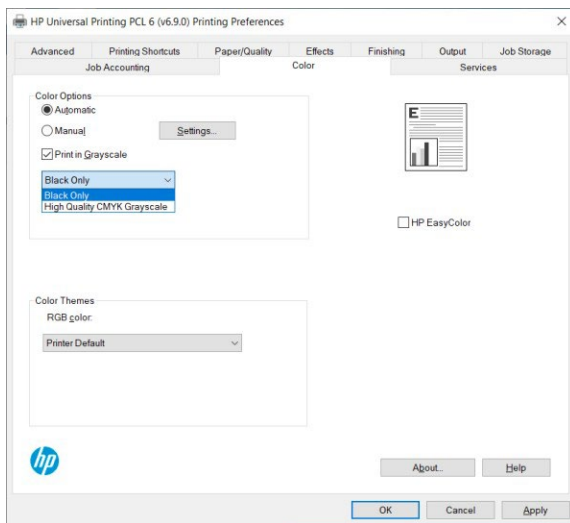 HP Universal Printing PCL 6 (v6.9.0) Printing Preferences
Advanced Printing Shortcuts Paper/Quality Effects Finishing Output Job Storage
Job Accounting Color Services
Color Options
Automatic
Manual Settings...
Print in Grayscale
Black Only
Black Only
High Quality CMYK Grayscale
E
HP EasyColor
Color Themes
RGB color:
Printer Default
hp
About... Help
OK Cancel Apply